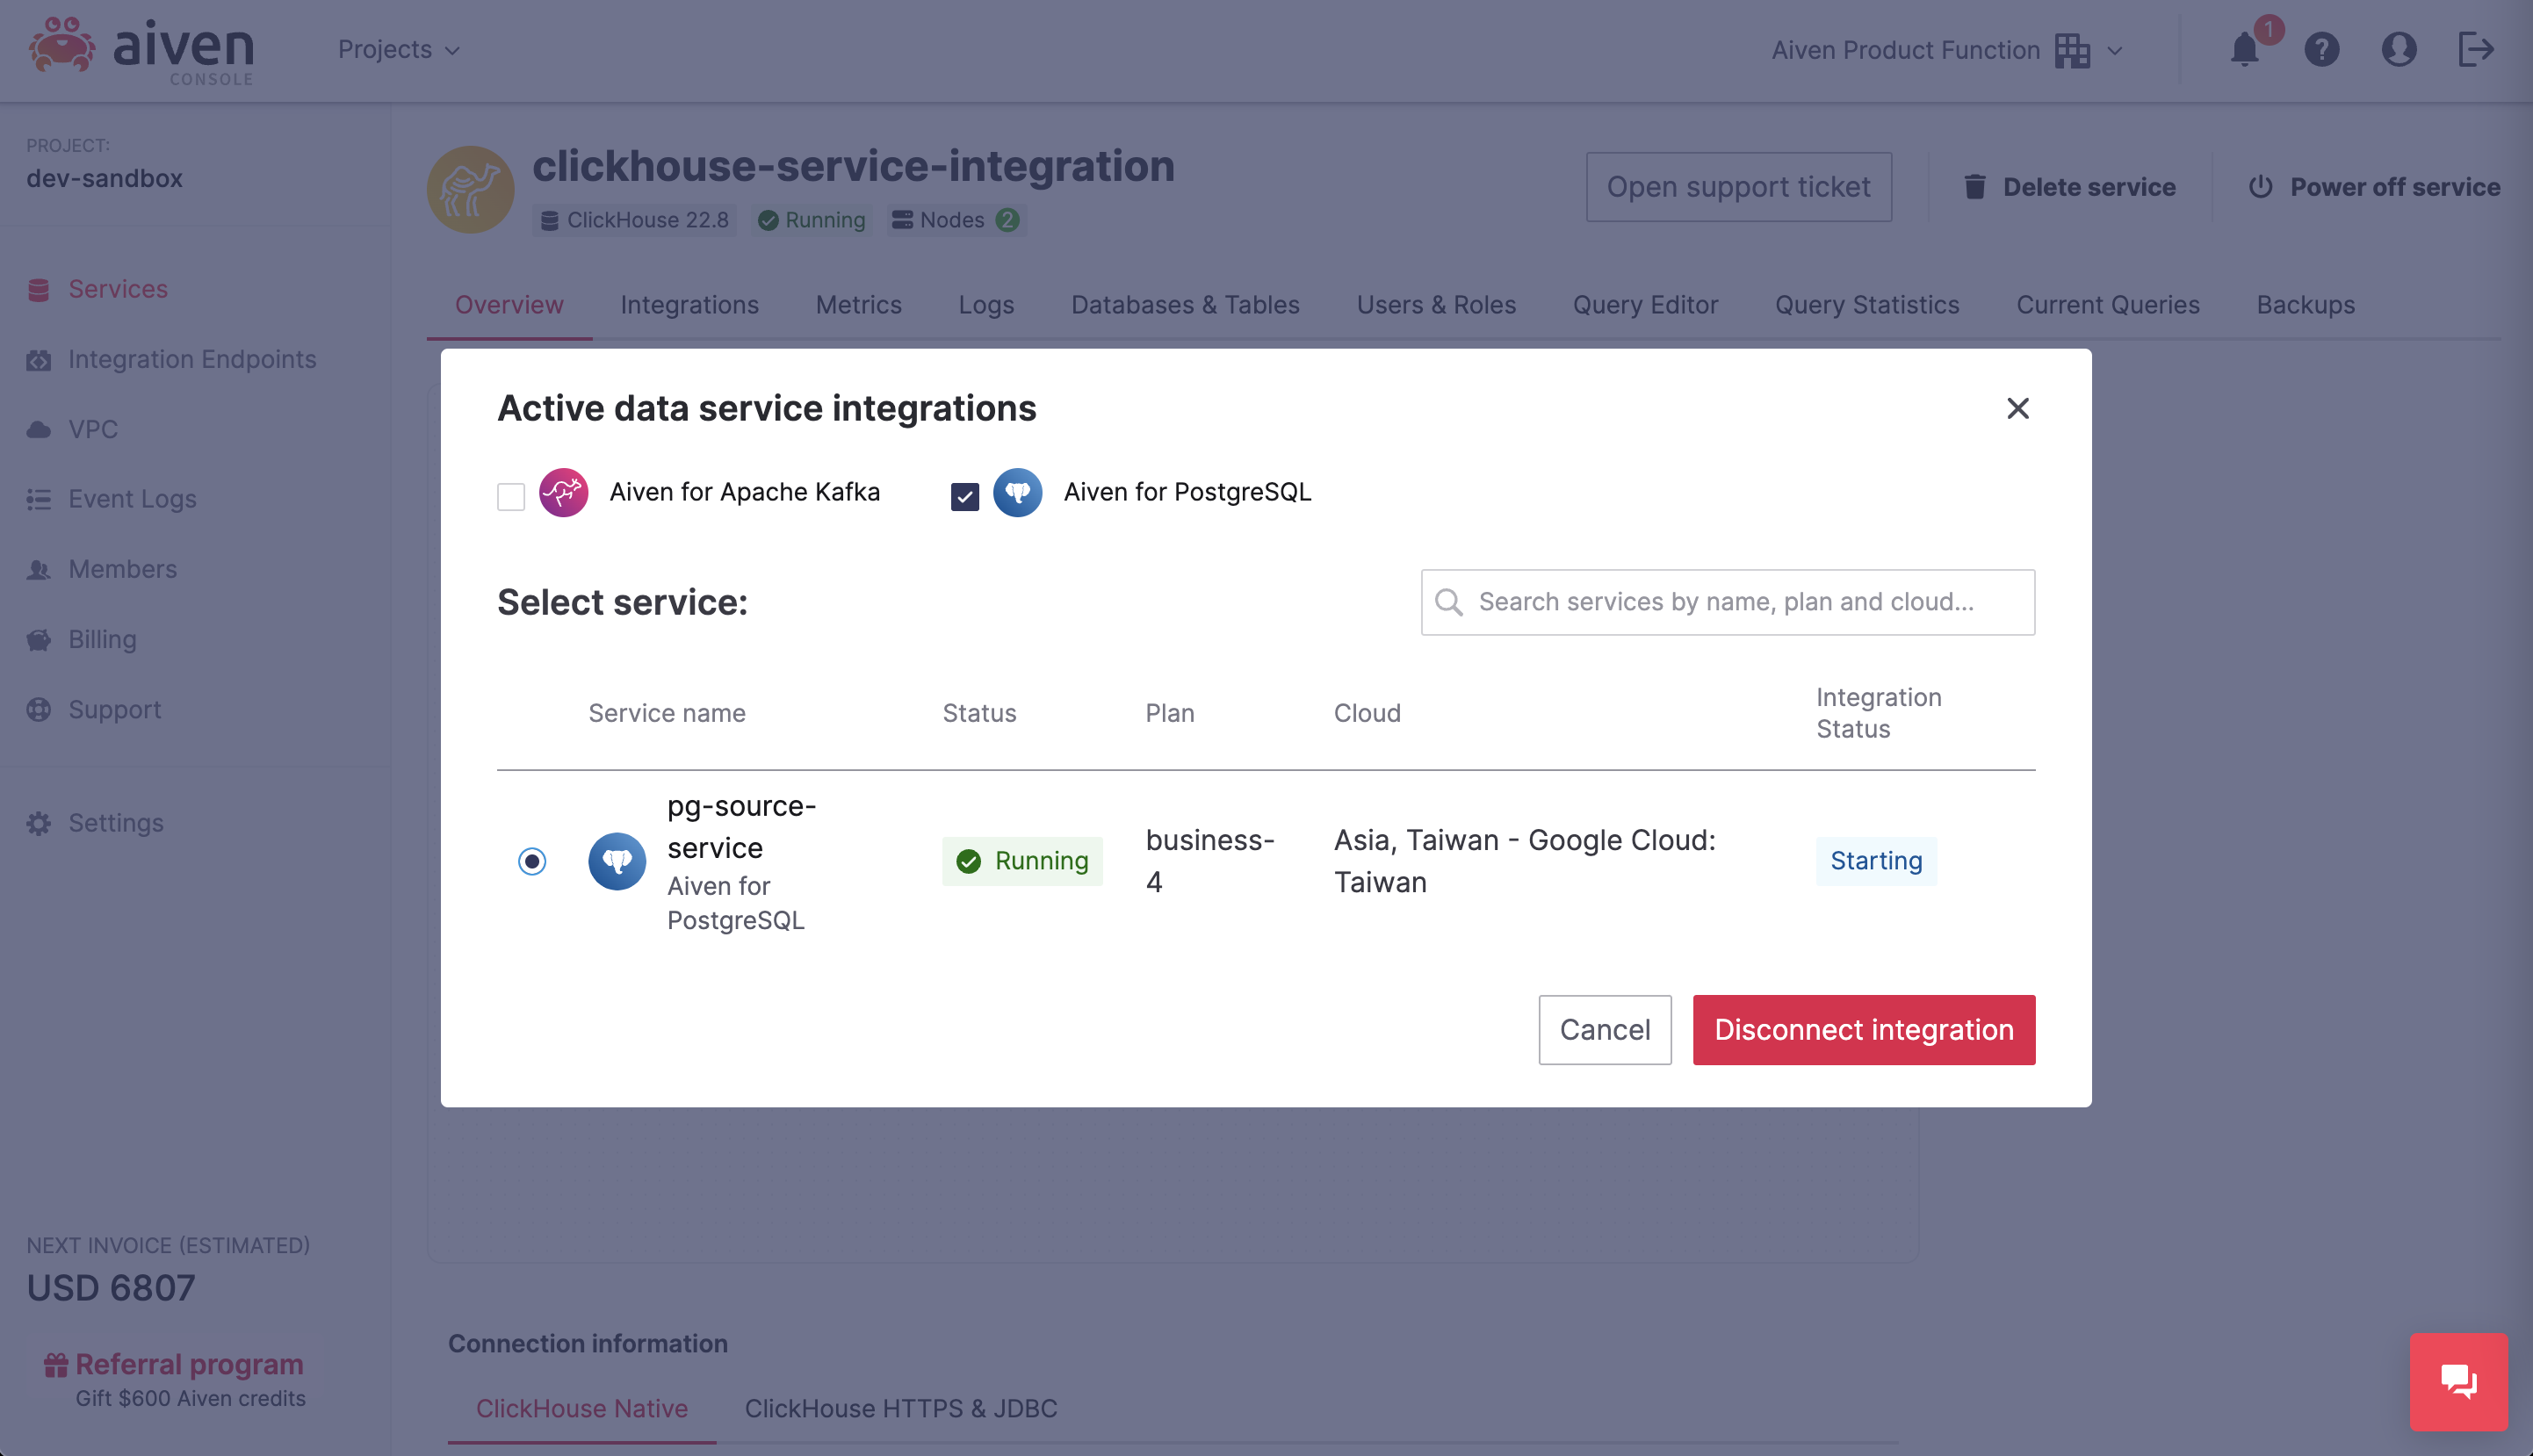 aiven
CONSOLE
Projects
Aiven Product Function
1
PROJECT:
dev-sandbox
Services
Integration Endpoints
VPC
Event Logs
Members
Billing
Support
Settings
NEXT INVOICE (ESTIMATED)
USD 6807
Referral program
Gift $600 Aiven credits
clickhouse-service-integration
ClickHouse 22.8
Running
Nodes 2
Open support ticket
Delete service
Power off service
Overview
Integrations
Metrics
Logs
Databases & Tables
Users & Roles
Query Editor
Query Statistics
Current Queries
Backups
Active data service integrations
Aiven for Apache Kafka
Aiven for PostgreSQL
Select service:
Search services by name, plan and cloud...
Service name
Status
Plan
Cloud
Integration
Status
pg-source-
service
Aiven for
PostgreSQL
Running
business-
4
Asia, Taiwan - Google Cloud:
Taiwan
Starting
Cancel
Disconnect integration
Connection information
ClickHouse Native
ClickHouse HTTPS & JDBC